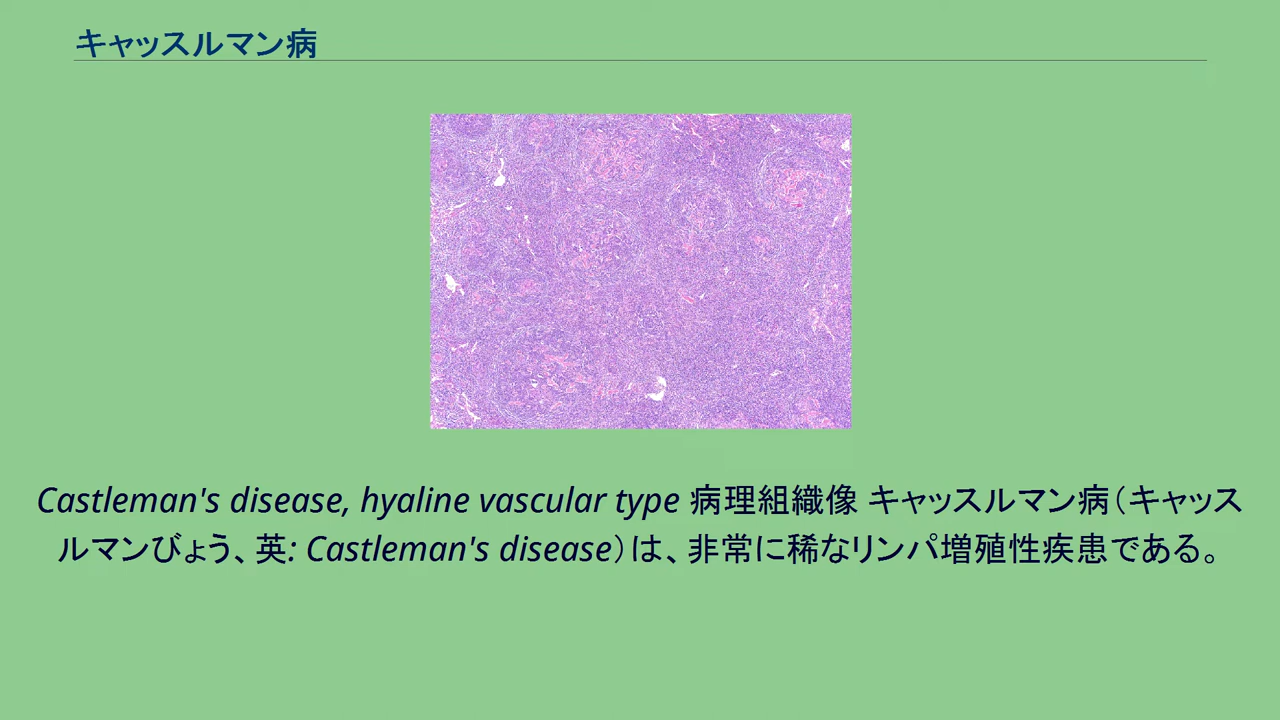 キャッスルマン病
Castleman's disease, hyaline vascular type 病理組織像 キャッスルマン病（キャッス
ルマンびょう、英: Castleman's disease）は、非常に稀なリンパ増殖性疾患である。